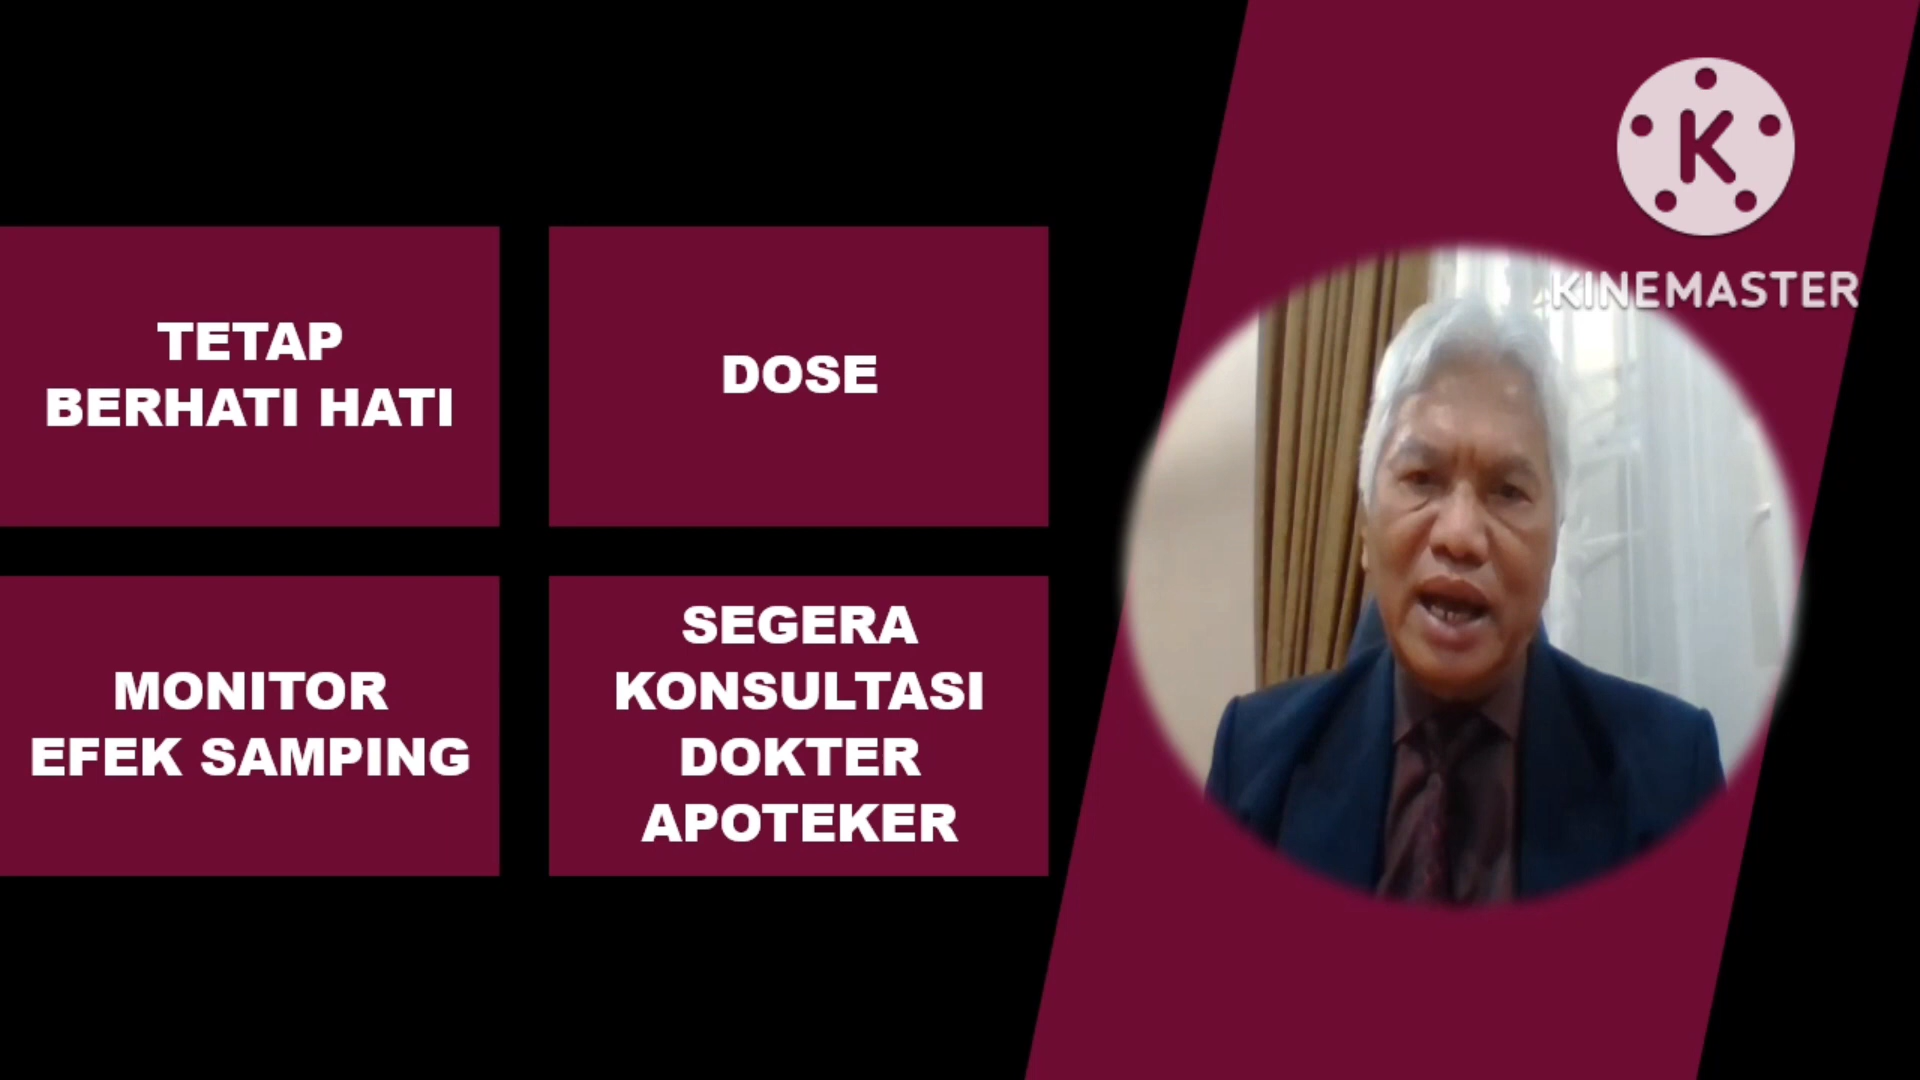 TETAP
BERHATI HATI
DOSE
MONITOR
EFEK SAMPING
SEGERA
KONSULTASI
DOKTER
APOTEKER
K
KINEMASTER